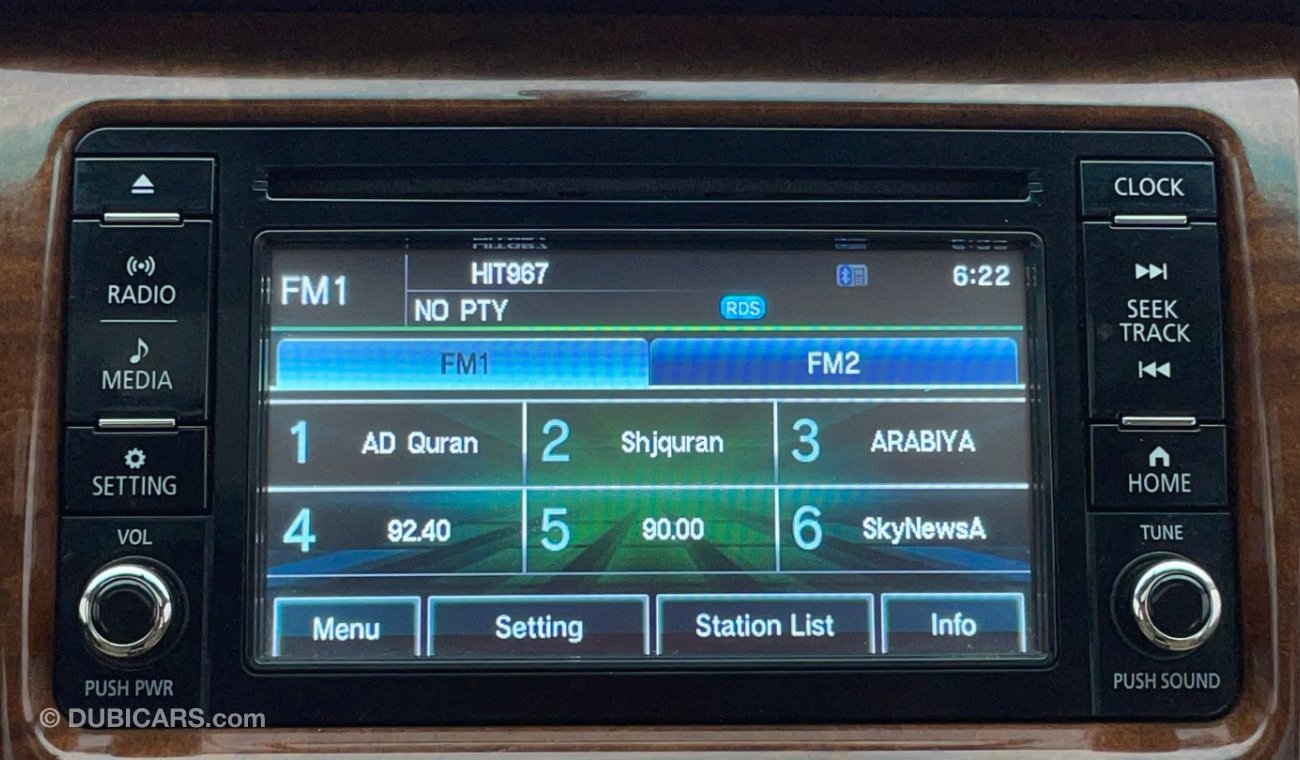 CLOCK
RADIO
MEDIA
SETTING
VOL
PUSH PWR
FM1
HIT967
6:22
NO PTY
RDS
FM1
FM2
1 AD Quran
2 Shjquran
3 ARABIYA
4 92.40
5 90.00
6 SkyNewsA
Menu
Setting
Station List
Info
SEEK
TRACK
HOME
TUNE
PUSH SOUND
© DUBICARS.com